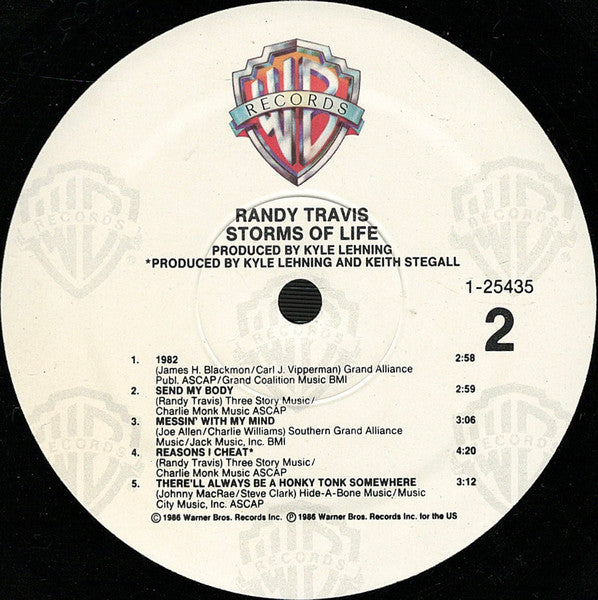 WB
RECORDS
®
RANDY TRAVIS
STORMS OF LIFE
PRODUCED BY KYLE LEHNING
*PRODUCED BY KYLE LEHNING AND KEITH STEGALL
1-25435
2
1. 1982 2:58
(James H. Blackmon/Carl J. Vipperman) Grand Alliance
Publ. ASCAP/Grand Coalition Music BMI
2. SEND MY BODY 2:59
(Randy Travis) Three Story Music/
Charlie Monk Music ASCAP
3. MESSIN' WITH MY MIND 3:06
(Joe Allen/Charlie Williams) Southern Grand Alliance
Music/Jack Music, Inc. BMI
4. REASONS I CHEAT* 4:20
(Randy Travis) Three Story Music/
Charlie Monk Music ASCAP
5. THERE'LL ALWAYS BE A HONKY TONK SOMEWHERE 3:12
(Johnny MacRae/Steve Clark) Hide-A-Bone Music/Music
City Music, Inc. ASCAP
© 1986 Warner Bros. Records Inc. ℗ 1986 Warner Bros. Records Inc. for the US